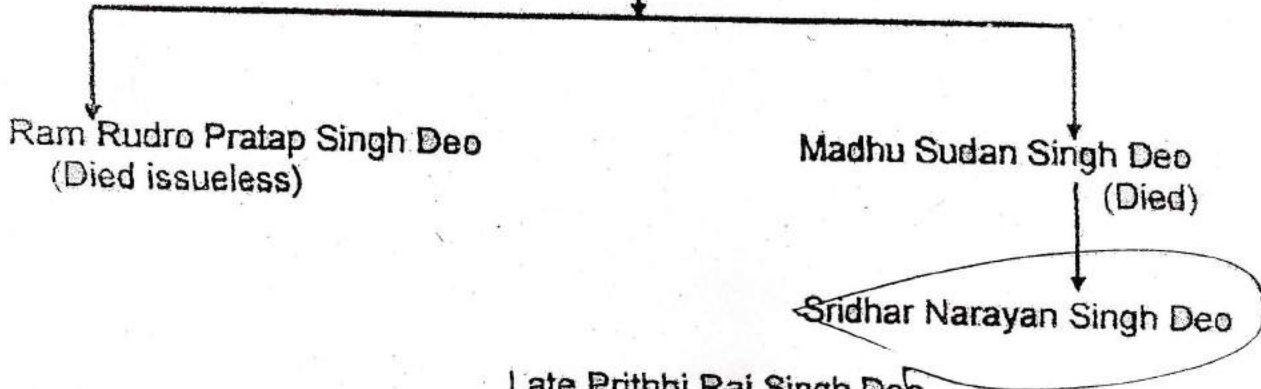 Ram Rudro Pratap Singh Deo
(Died issueless)
Madhu Sudan Singh Deo
(Died)
Sridhar Narayan Singh Deo
Late Prithbi Raj Singh Deo